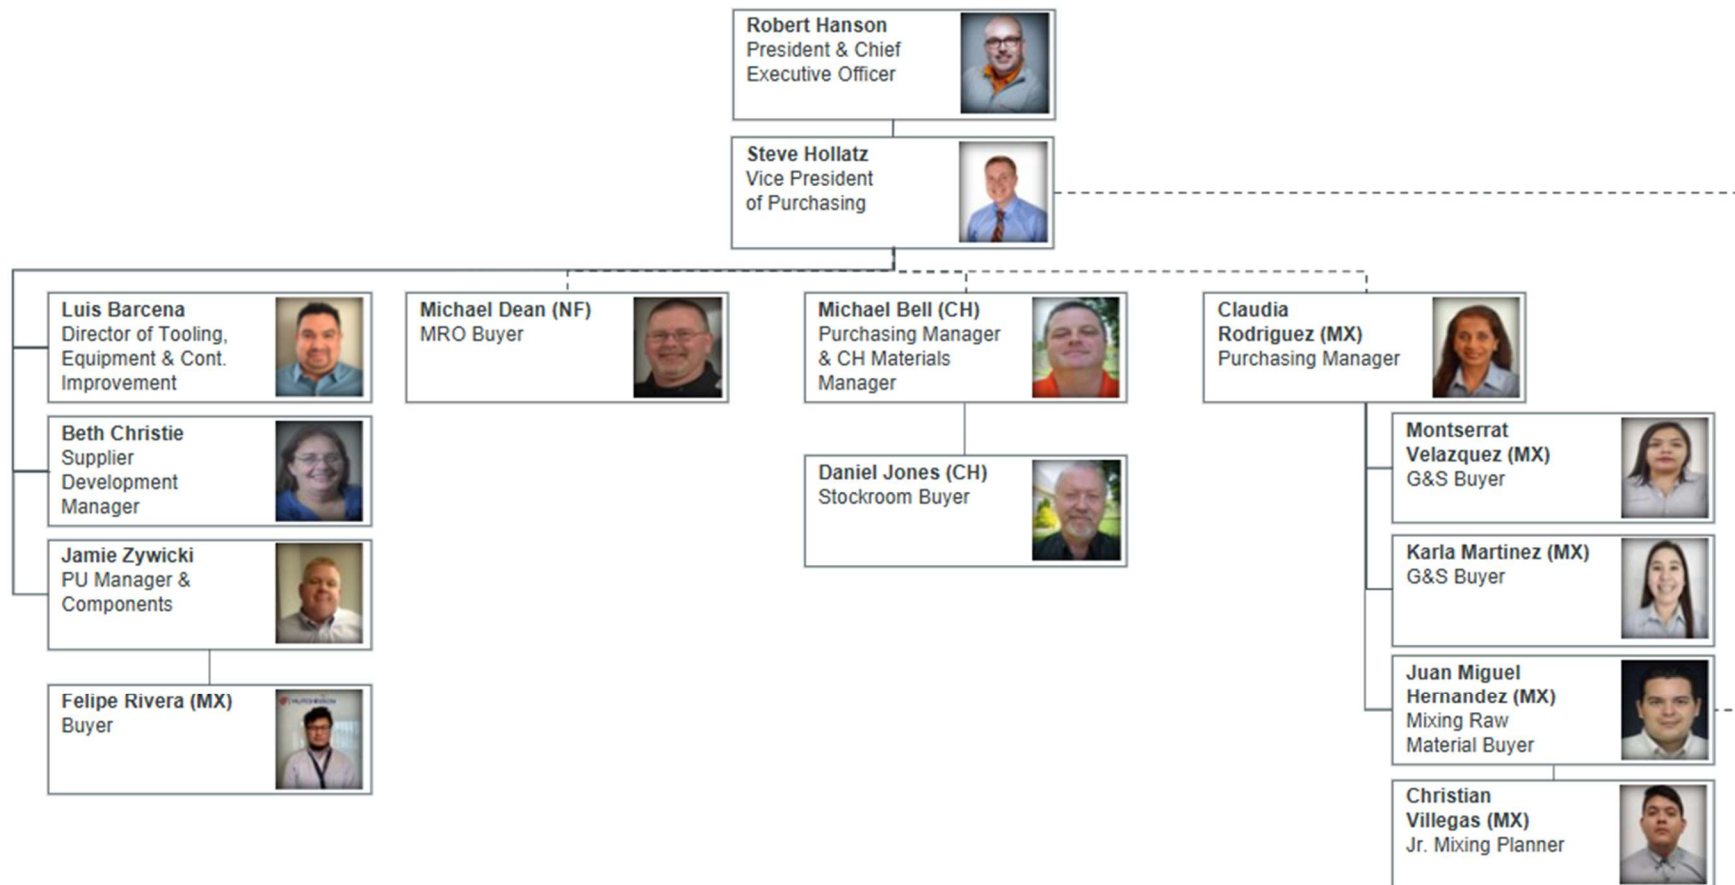 Robert Hanson
President & Chief
Executive Officer
Steve Hollatz
Vice President
of Purchasing
Luis Barcena
Director of Tooling,
Equipment & Cont.
Improvement
Michael Dean (NF)
MRO Buyer
Michael Bell (CH)
Purchasing Manager
& CH Materials
Manager
Claudia
Rodriguez (MX)
Purchasing Manager
Beth Christie
Supplier
Development
Manager
Daniel Jones (CH)
Stockroom Buyer
Montserrat
Velazquez (MX)
G&S Buyer
Jamie Zywicki
PU Manager &
Components
Karla Martinez (MX)
G&S Buyer
Felipe Rivera (MX)
Buyer
HUTCHINSON
Juan Miguel
Hernandez (MX)
Mixing Raw
Material Buyer
Christian
Villegas (MX)
Jr. Mixing Planner